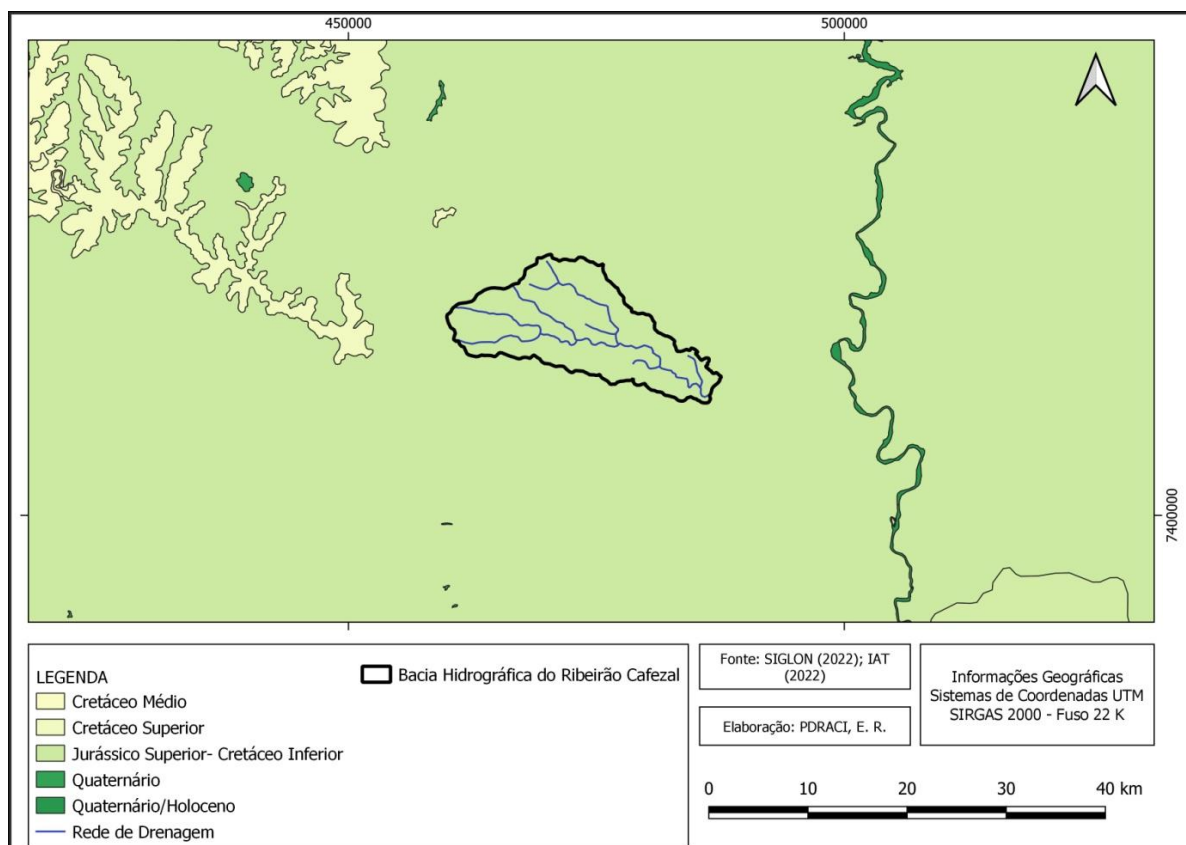 450000
500000
7400000
LEGENDA
Cretáceo Médio
Cretáceo Superior
Jurássico Superior- Cretáceo Inferior
Quaternário
Quaternário/Holoceno
Rede de Drenagem
Bacia Hidrográfica do Ribeirão Cafezal
Fonte: SIGLON (2022); IAT
(2022)
Elaboração: PDRACI, E. R.
Informações Geográficas
Sistemas de Coordenadas UTM
SIRGAS 2000 - Fuso 22 K
0 10 20 30 40 km